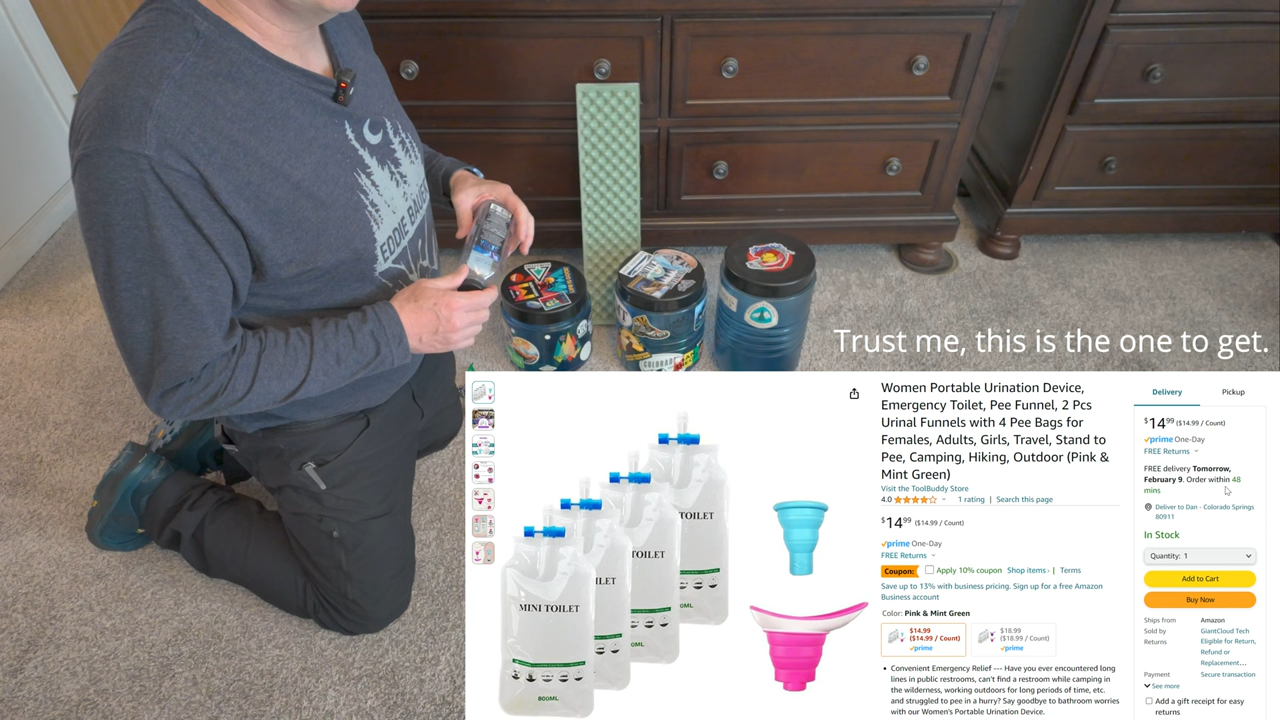 EDDIE BAUER
COLORADO
Trust me, this is the one to get.
TOILET
TOILET
ILET
MINI TOILET
800ML
Women Portable Urination Device,
Emergency Toilet, Pee Funnel, 2 Pcs
Urinal Funnels with 4 Pee Bags for
Females, Adults, Girls, Travel, Stand to
Pee, Camping, Hiking, Outdoor (Pink &
Mint Green)
Visit the ToolBuddy Store
4.0 1 rating | Search this page
$14.99 ($14.99 / Count)
prime One-Day
FREE Returns
Coupon: Apply 10% coupon Shop items › | Terms
Save up to 13% with business pricing. Sign up for a free Amazon
Business account
Color: Pink & Mint Green
$14.99
($14.99 / Count)
prime
$18.99
($18.99 / Count)
prime
• Convenient Emergency Relief --- Have you ever encountered long
lines in public restrooms, can't find a restroom while camping in
the wilderness, working outdoors for long periods of time, etc.
and struggled to pee in a hurry? Say goodbye to bathroom worries
with our Women's Portable Urination Device.
Delivery Pickup
$14.99 ($14.99 / Count)
prime One-Day
FREE Returns
FREE delivery Tomorrow,
February 9. Order within 48
mins
Deliver to Dan - Colorado Springs
80911
In Stock
Quantity: 1
Add to Cart
Buy Now
Ships from Amazon
Sold by GiantCloud Tech
Returns Eligible for Return,
Refund or
Replacement…
Payment Secure transaction
See more
Add a gift receipt for easy
returns